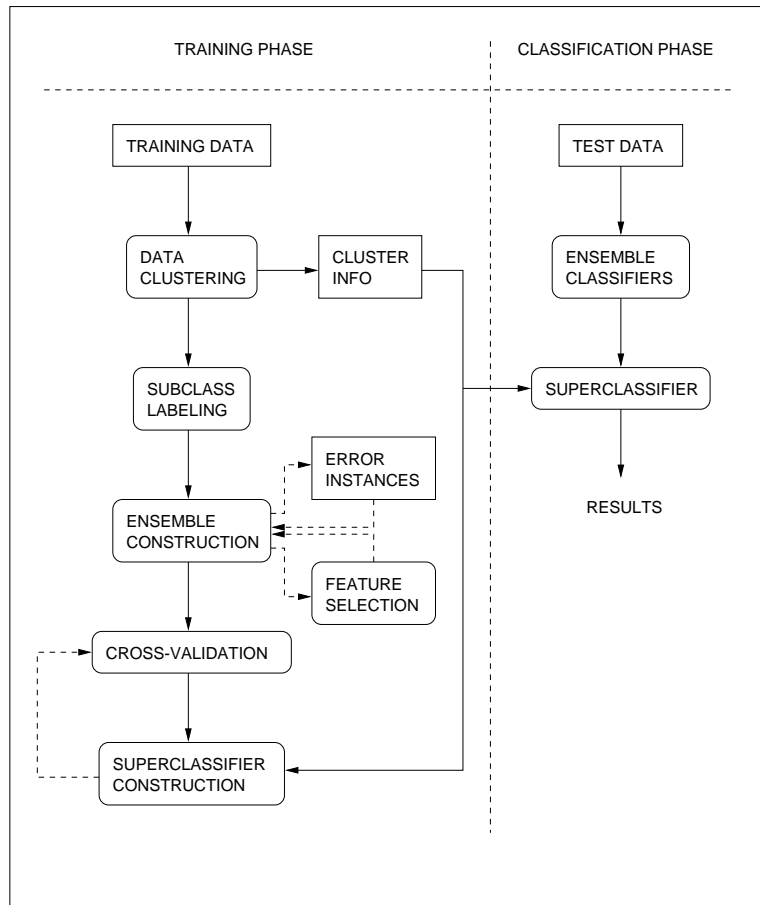 TRAINING PHASE
CLASSIFICATION PHASE
TRAINING DATA
TEST DATA
DATA
CLUSTERING
CLUSTER
INFO
ENSEMBLE
CLASSIFIERS
SUBCLASS
LABELING
SUPERCLASSIFIER
ERROR
INSTANCES
RESULTS
ENSEMBLE
CONSTRUCTION
FEATURE
SELECTION
CROSS-VALIDATION
SUPERCLASSIFIER
CONSTRUCTION